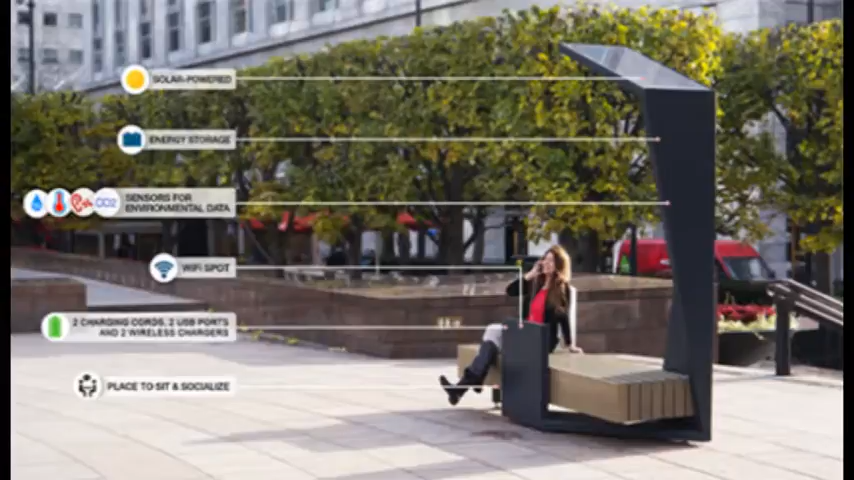 SOLAR-POWERED
ENERGY STORAGE
CO2
SENSORS FOR
ENVIRONMENTAL DATA
WIFI SPOT
2 CHARGING CORDS, 2 USB PORTS
AND 2 WIRELESS CHARGERS
PLACE TO SIT & SOCIALIZE